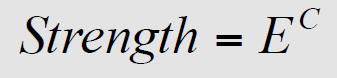 Strength = E^C